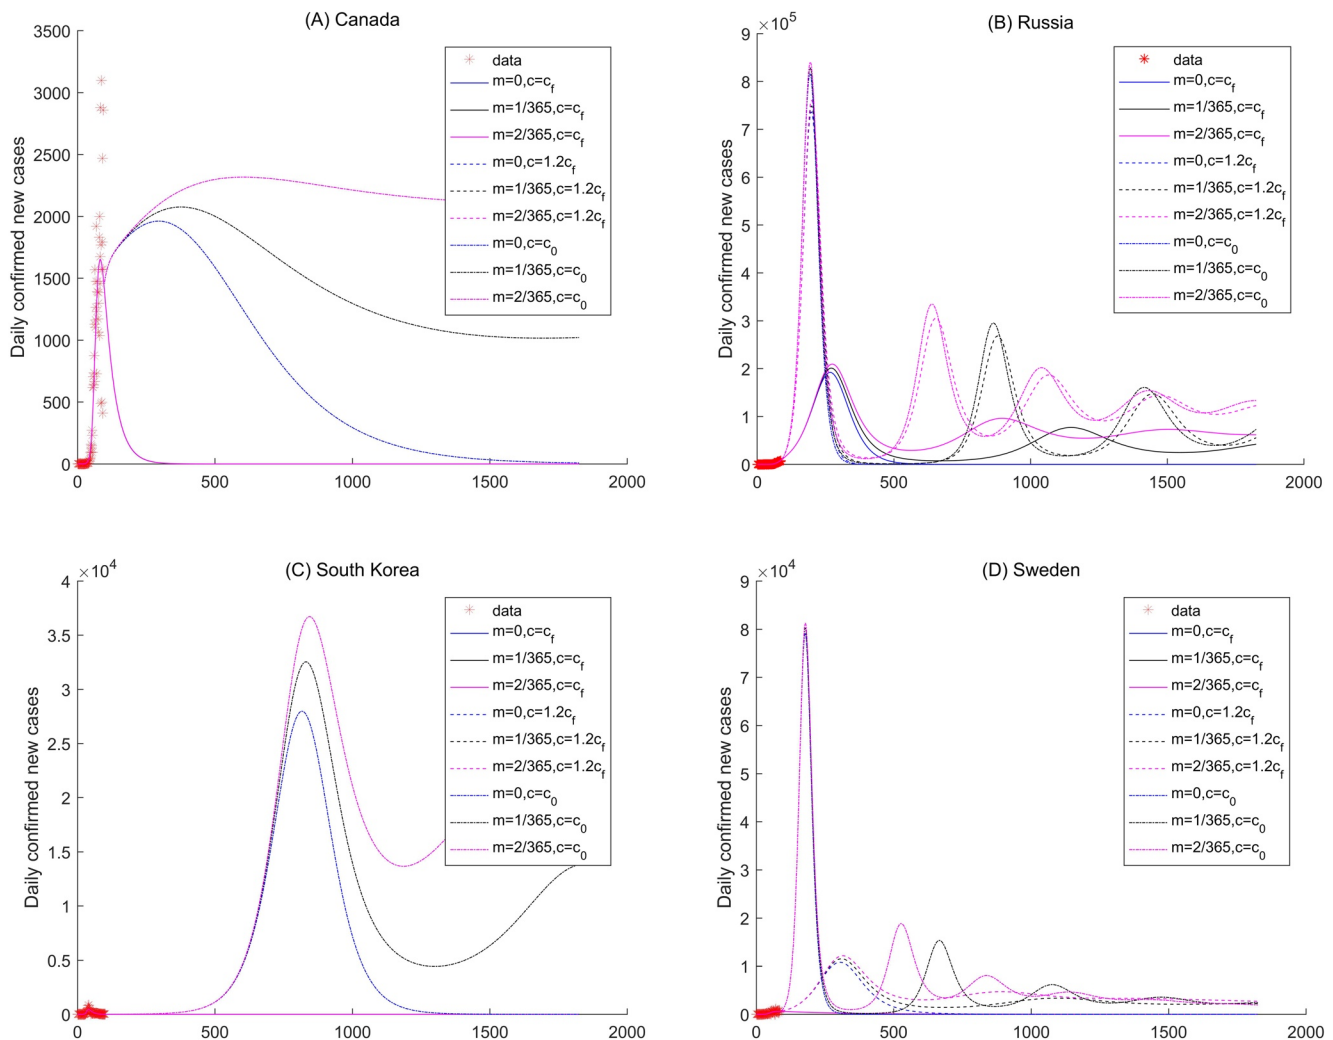 (A) Canada
3500
3000
2500
2000
1500
1000
500
0
Daily confirmed new cases
0 500 1000 1500 2000
data
m=0,c=c_f
m=1/365,c=c_f
m=2/365,c=c_f
m=0,c=1.2c_f
m=1/365,c=1.2c_f
m=2/365,c=1.2c_f
m=0,c=c_0
m=1/365,c=c_0
m=2/365,c=c_0
(B) Russia
×10^5
9
8
7
6
5
4
3
2
1
0
Daily confirmed new cases
0 500 1000 1500 2000
data
m=0,c=c_f
m=1/365,c=c_f
m=2/365,c=c_f
m=0,c=1.2c_f
m=1/365,c=1.2c_f
m=2/365,c=1.2c_f
m=0,c=c_0
m=1/365,c=c_0
m=2/365,c=c_0
(C) South Korea
×10^4
4
3.5
3
2.5
2
1.5
1
0.5
0
Daily confirmed new cases
0 500 1000 1500 2000
data
m=0,c=c_f
m=1/365,c=c_f
m=2/365,c=c_f
m=0,c=1.2c_f
m=1/365,c=1.2c_f
m=2/365,c=1.2c_f
m=0,c=c_0
m=1/365,c=c_0
m=2/365,c=c_0
(D) Sweden
×10^4
9
8
7
6
5
4
3
2
1
0
Daily confirmed new cases
0 500 1000 1500 2000
data
m=0,c=c_f
m=1/365,c=c_f
m=2/365,c=c_f
m=0,c=1.2c_f
m=1/365,c=1.2c_f
m=2/365,c=1.2c_f
m=0,c=c_0
m=1/365,c=c_0
m=2/365,c=c_0